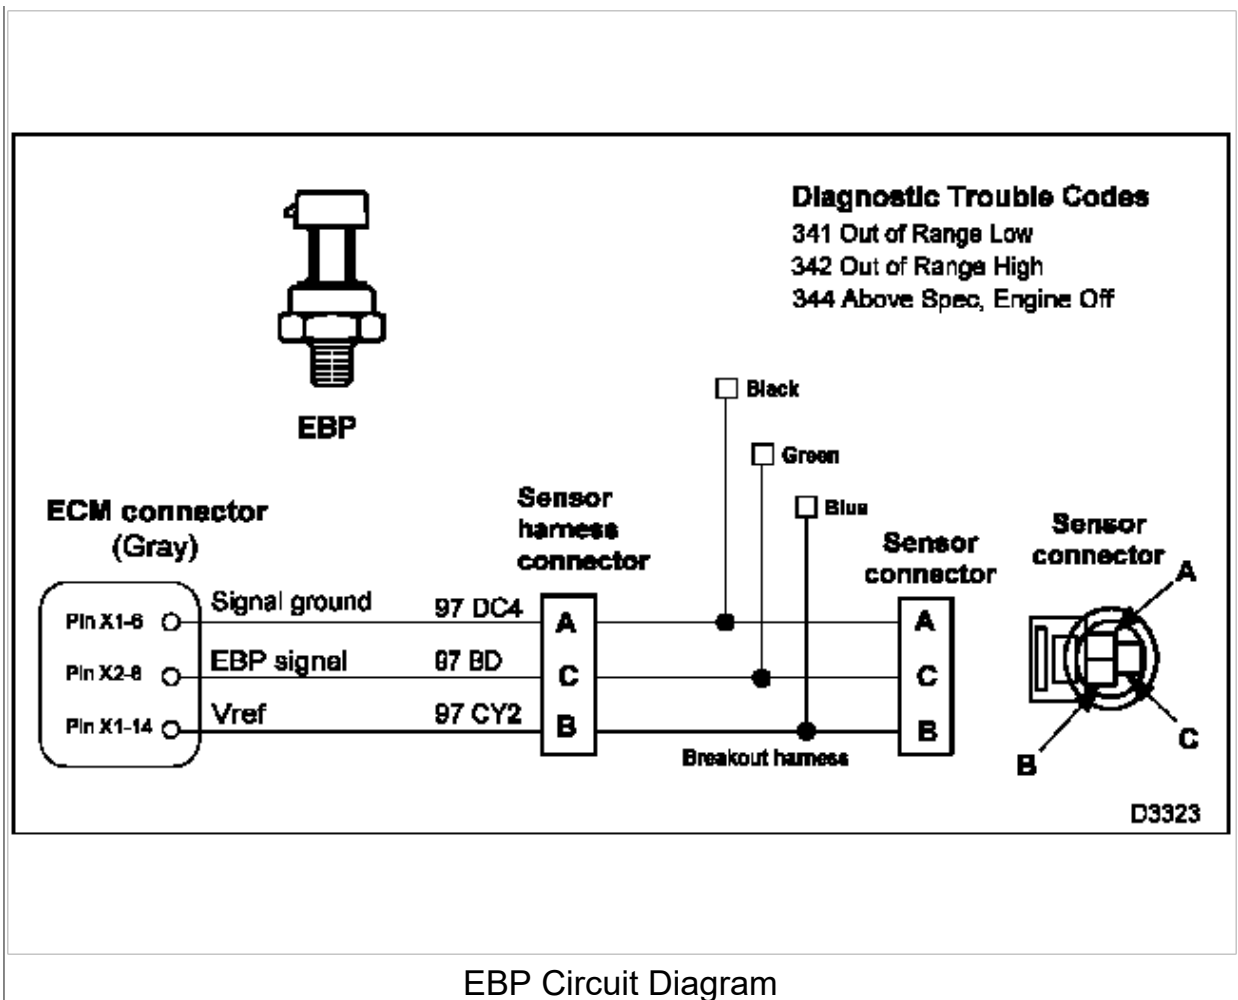 Diagnostic Trouble Codes
341 Out of Range Low
342 Out of Range High
344 Above Spec, Engine Off
EBP
Black
Green
Blue
ECM connector
(Gray)
Sensor
harness
connector
Sensor
connector
Sensor
connector
Pin X1-6
Signal ground
97 DC4
A
A
Pin X2-8
EBP signal
97 BD
C
C
Pin X1-14
Vref
97 CY2
B
B
Breakout harness
A
B
C
D3323
EBP Circuit Diagram